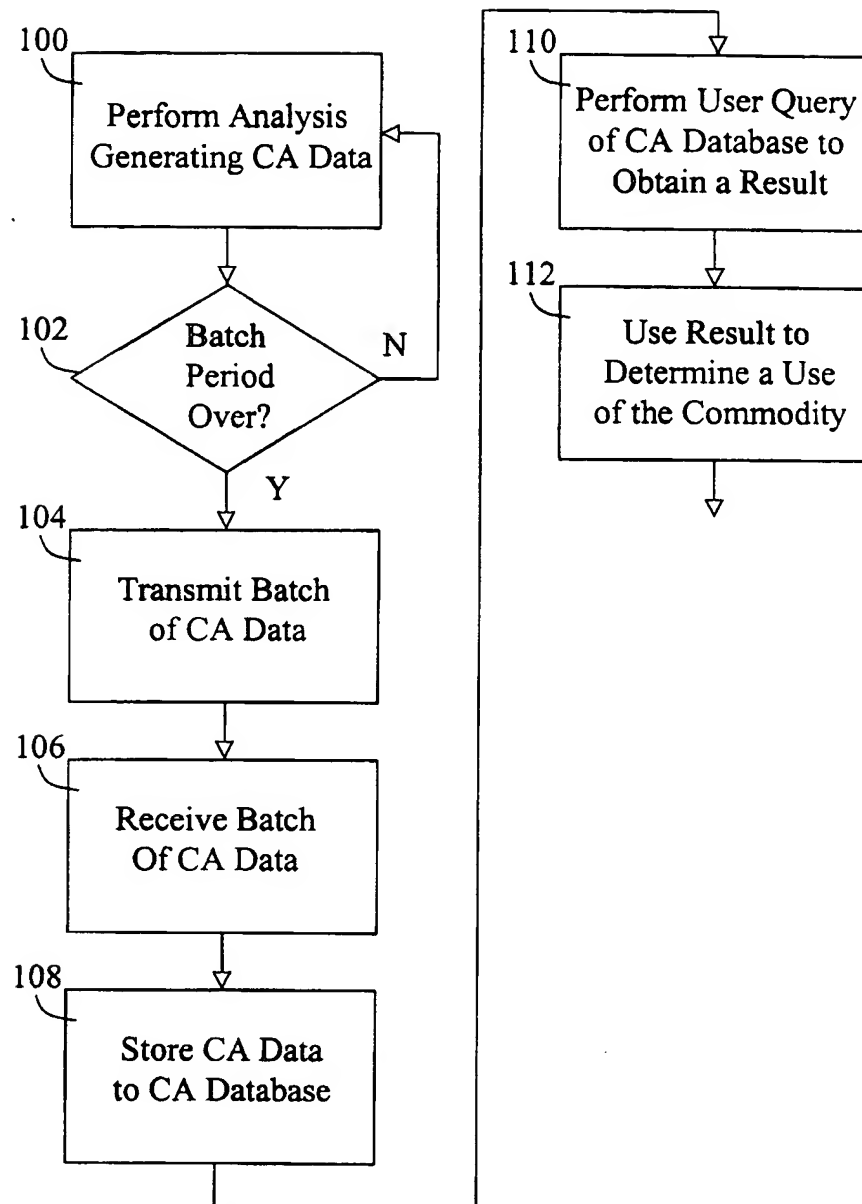 100
Perform Analysis
Generating CA Data
102
Batch
Period
Over?
N
Y
104
Transmit Batch
of CA Data
106
Receive Batch
Of CA Data
108
Store CA Data
to CA Database
110
Perform User Query
of CA Database to
Obtain a Result
112
Use Result to
Determine a Use
of the Commodity